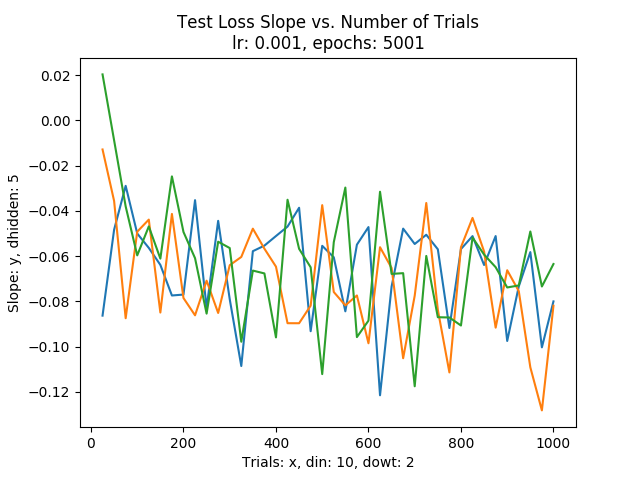 Test Loss Slope vs. Number of Trials
lr: 0.001, epochs: 5001
0.02
0.00
−0.02
−0.04
−0.06
−0.08
−0.10
−0.12
Slope: y, dhidden: 5
0 200 400 600 800 1000
Trials: x, din: 10, dowt: 2